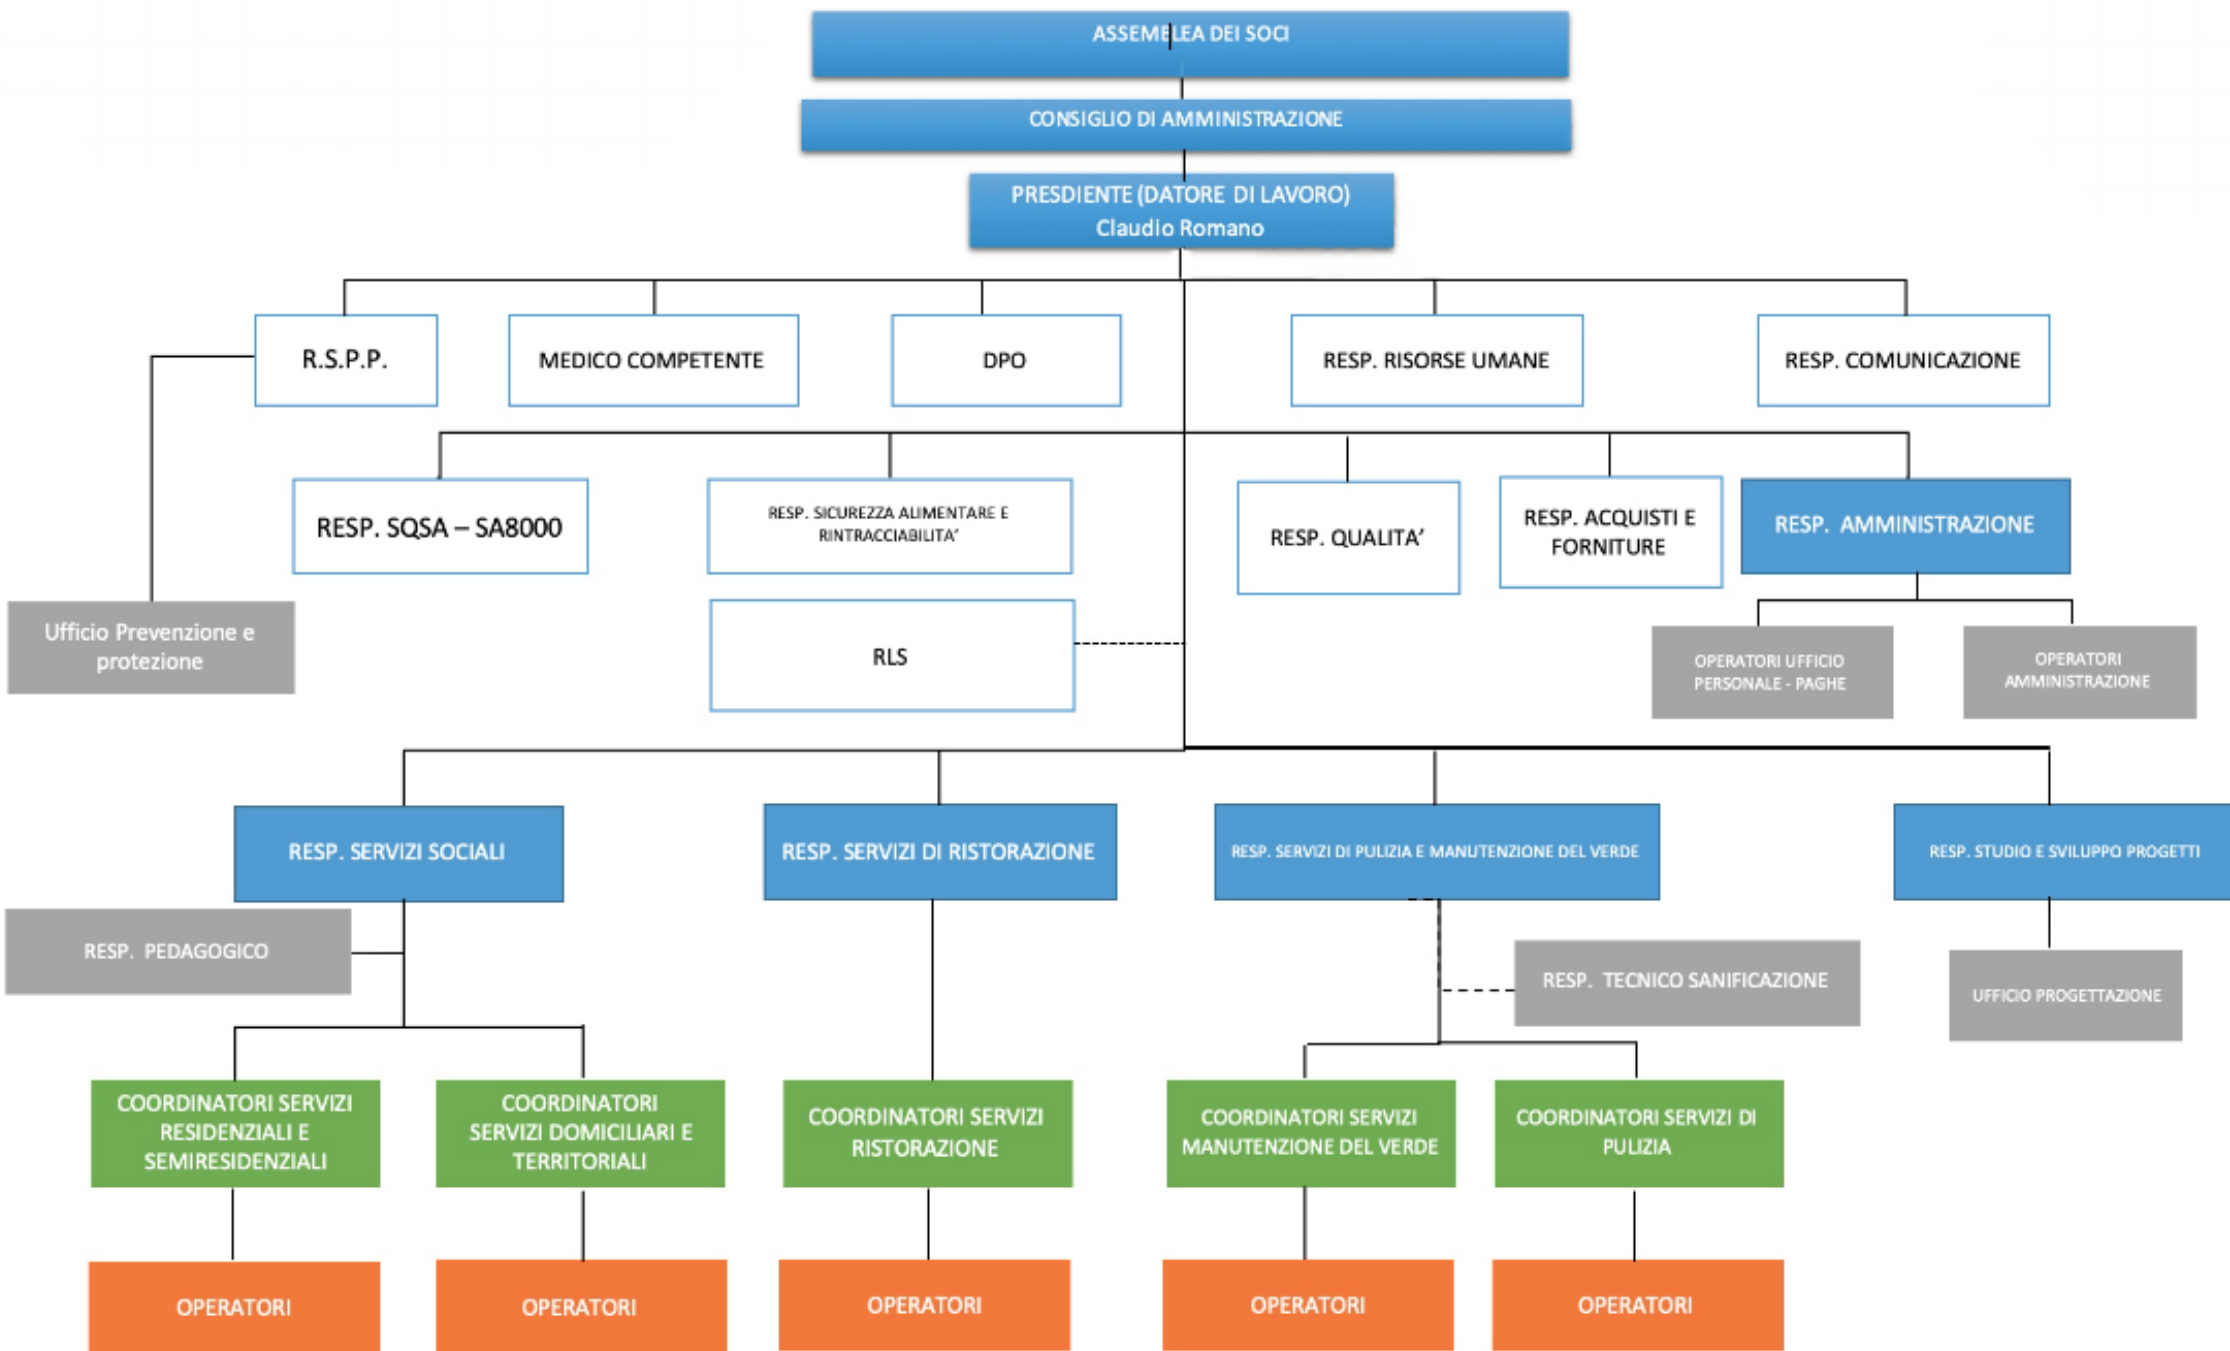 ASSEMBLEA DEI SOCI
CONSIGLIO DI AMMINISTRAZIONE
PRESDIENTE (DATORE DI LAVORO)
Claudio Romano
R.S.P.P.
MEDICO COMPETENTE
DPO
RESP. RISORSE UMANE
RESP. COMUNICAZIONE
RESP. SQSA – SA8000
RESP. SICUREZZA ALIMENTARE E
RINTRACCIABILITA’
RESP. QUALITA’
RESP. ACQUISTI E
FORNITURE
RESP. AMMINISTRAZIONE
Ufficio Prevenzione e
protezione
RLS
OPERATORI UFFICIO
PERSONALE - PAGHE
OPERATORI
AMMINISTRAZIONE
RESP. SERVIZI SOCIALI
RESP. SERVIZI DI RISTORAZIONE
RESP. SERVIZI DI PULIZIA E MANUTENZIONE DEL VERDE
RESP. STUDIO E SVILUPPO PROGETTI
RESP. PEDAGOGICO
RESP. TECNICO SANIFICAZIONE
UFFICIO PROGETTAZIONE
COORDINATORI SERVIZI
RESIDENZIALI E
SEMIRESIDENZIALI
COORDINATORI
SERVIZI DOMICILIARI E
TERRITORIALI
COORDINATORI SERVIZI
RISTORAZIONE
COORDINATORI SERVIZI
MANUTENZIONE DEL VERDE
COORDINATORI SERVIZI DI
PULIZIA
OPERATORI
OPERATORI
OPERATORI
OPERATORI
OPERATORI